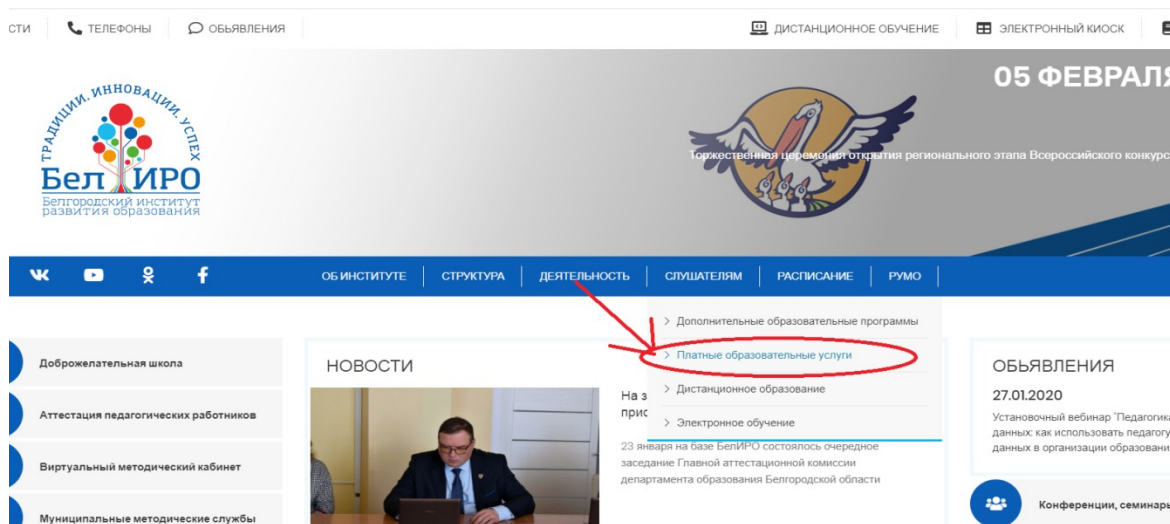 СТИ
ТЕЛЕФОНЫ
ОБЬЯВЛЕНИЯ
ДИСТАНЦИОННОЕ ОБУЧЕНИЕ
ЭЛЕКТРОННЫЙ КИОСК
ТРАДИЦИИ, ИННОВАЦИИ, УСПЕХ
БелИРО
Белгородский институт
развития образования
05 ФЕВРАЛЯ
Торжественная церемония открытия регионального этапа Всероссийского конкурс
ОБ ИНСТИТУТЕ
СТРУКТУРА
ДЕЯТЕЛЬНОСТЬ
СЛУШАТЕЛЯМ
РАСПИСАНИЕ
РУМО
> Дополнительные образовательные программы
> Платные образовательные услуги
> Дистанционное образование
> Электронное обучение
Доброжелательная школа
Аттестация педагогических работников
Виртуальный методический кабинет
Муниципальные методические службы
НОВОСТИ
На з
прис
23 января на базе БелИРО состоялось очередное
заседание Главной аттестационной комиссии
департамента образования Белгородской области
ОБЬЯВЛЕНИЯ
27.01.2020
Установочный вебинар "Педагогика
данных: как использовать педагогу
данных в организации образовани
Конференции, семинары